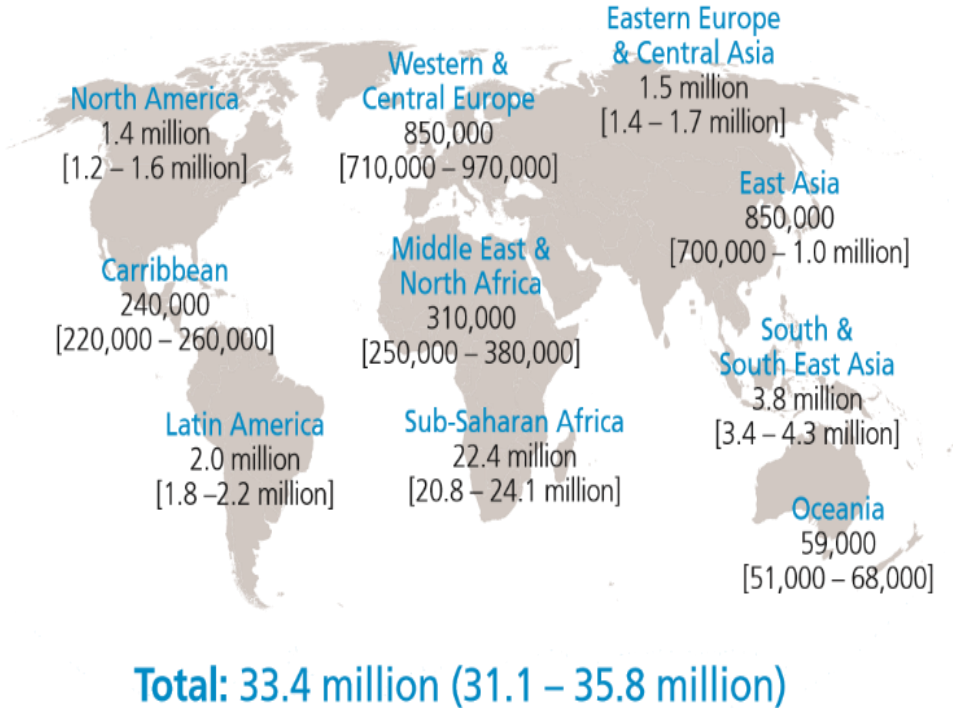 Eastern Europe
& Central Asia
1.5 million
[1.4 – 1.7 million]
Western &
Central Europe
850,000
[710,000 – 970,000]
North America
1.4 million
[1.2 – 1.6 million]
East Asia
850,000
[700,000 – 1.0 million]
Middle East &
North Africa
310,000
[250,000 – 380,000]
Carribbean
240,000
[220,000 – 260,000]
South &
South East Asia
3.8 million
[3.4 – 4.3 million]
Latin America
2.0 million
[1.8 –2.2 million]
Sub-Saharan Africa
22.4 million
[20.8 – 24.1 million]
Oceania
59,000
[51,000 – 68,000]
Total: 33.4 million (31.1 – 35.8 million)